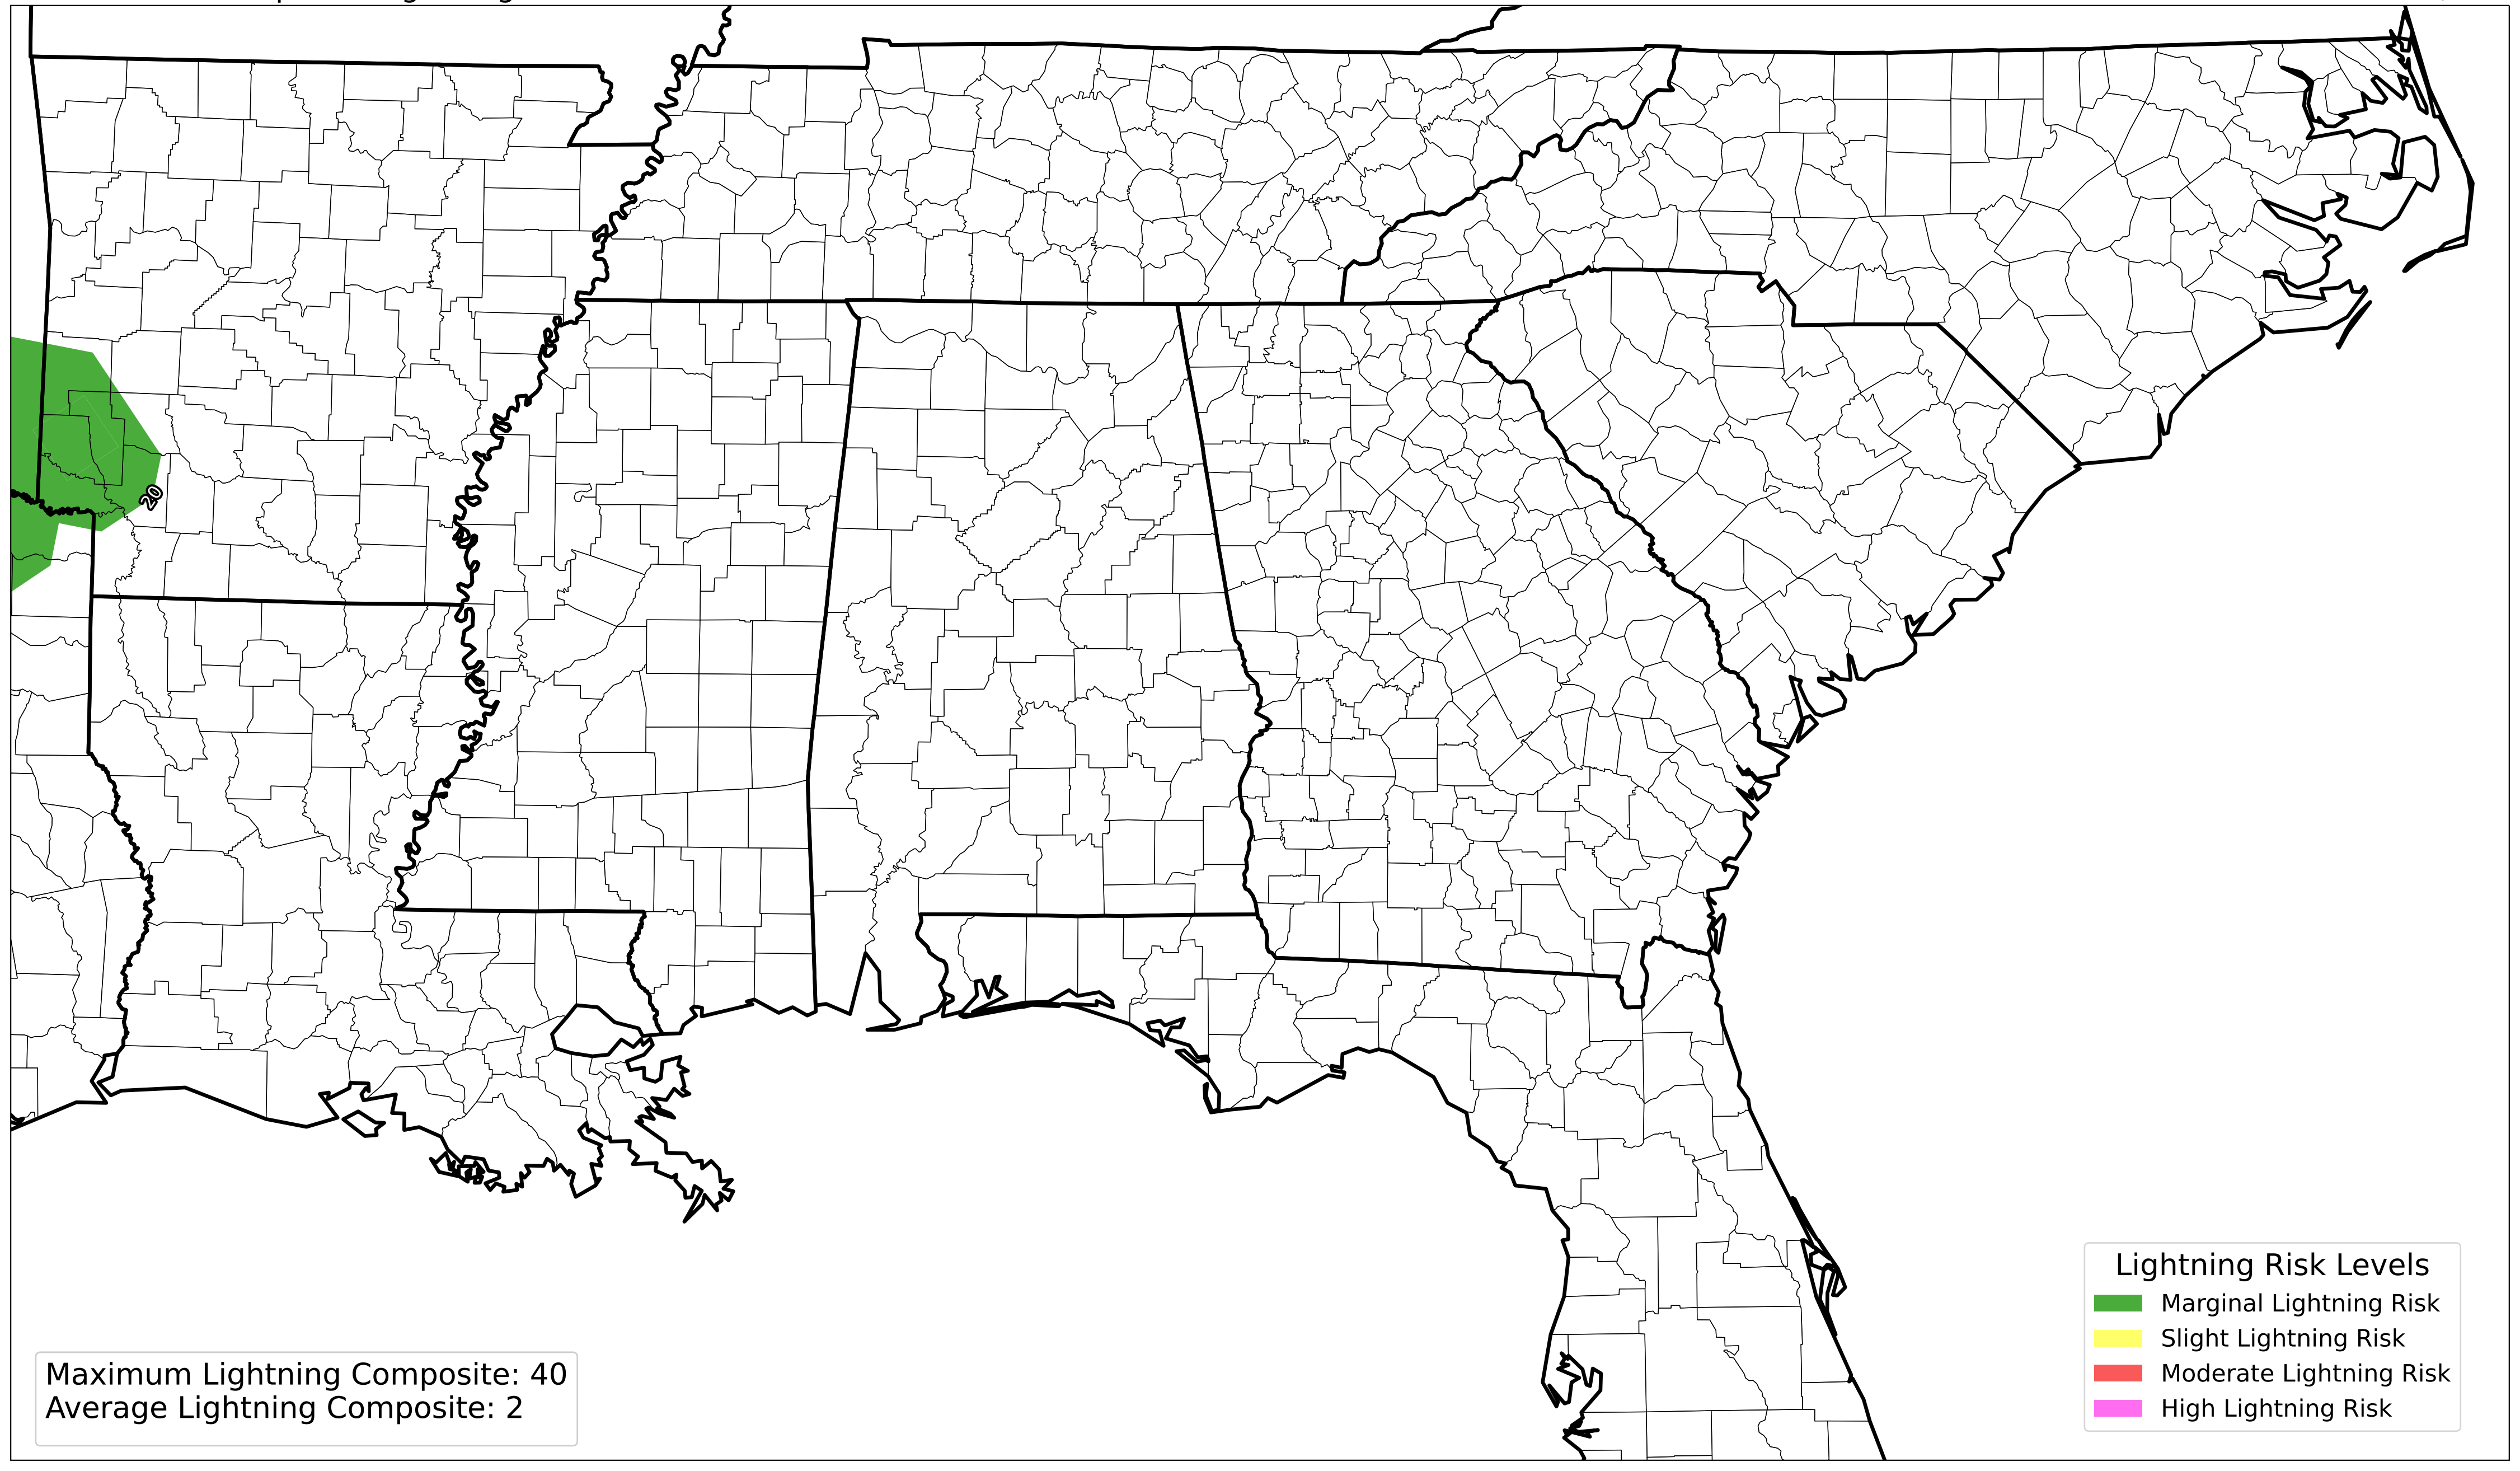 20
Lightning Risk Levels
Marginal Lightning Risk
Slight Lightning Risk
Moderate Lightning Risk
High Lightning Risk
Maximum Lightning Composite: 40
Average Lightning Composite: 2